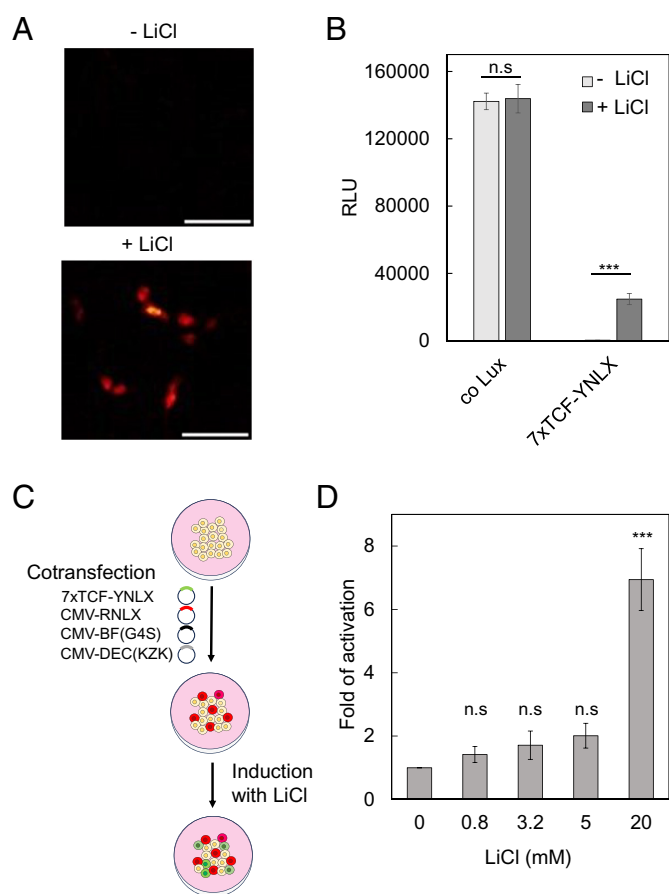 A
- LiCl
+ LiCl
B
160000
120000
80000
40000
0
RLU
n.s
- LiCl
+ LiCl
***
co Lux
7xTCF-YNLX
C
Cotransfection
7xTCF-YNLX
CMV-RNLX
CMV-BF(G4S)
CMV-DEC(KZK)
Induction
with LiCl
D
8
6
4
2
0
Fold of activation
n.s
n.s
n.s
***
0 0.8 3.2 5 20
LiCl (mM)